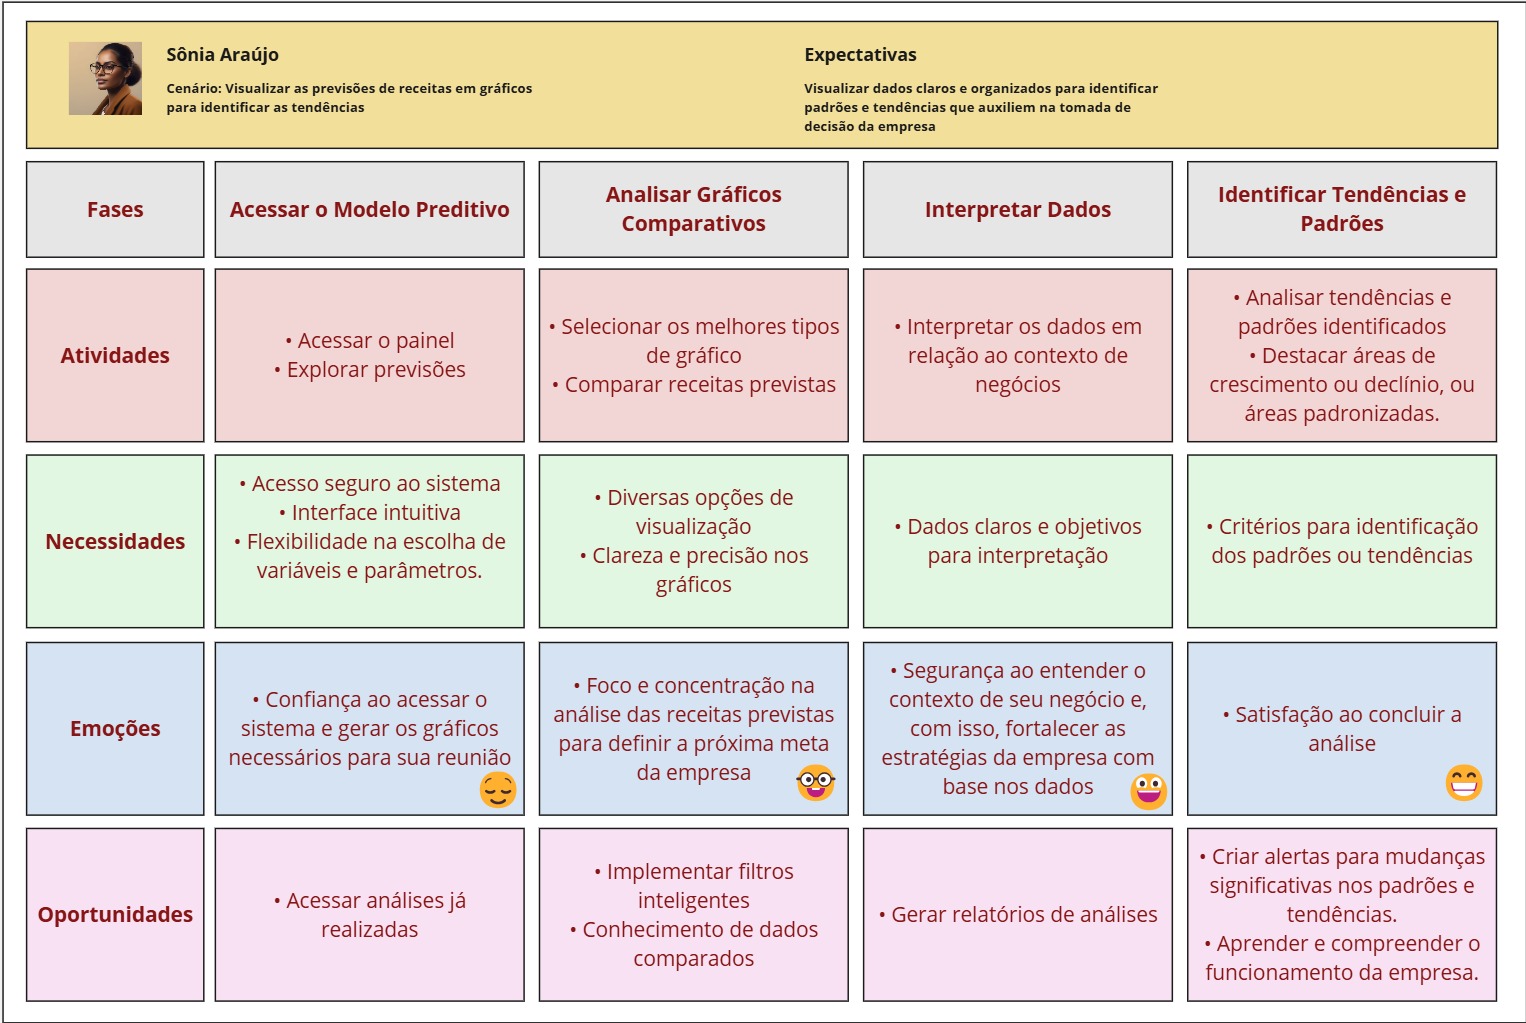 Sônia Araújo
Cenário: Visualizar as previsões de receitas em gráficos
para identificar as tendências
Expectativas
Visualizar dados claros e organizados para identificar
padrões e tendências que auxiliem na tomada de
decisão da empresa
Fases
Acessar o Modelo Preditivo
Analisar Gráficos
Comparativos
Interpretar Dados
Identificar Tendências e
Padrões
Atividades
• Acessar o painel
• Explorar previsões
• Selecionar os melhores tipos
de gráfico
• Comparar receitas previstas
• Interpretar os dados em
relação ao contexto de
negócios
• Analisar tendências e
padrões identificados
• Destacar áreas de
crescimento ou declínio, ou
áreas padronizadas.
Necessidades
• Acesso seguro ao sistema
• Interface intuitiva
• Flexibilidade na escolha de
variáveis e parâmetros.
• Diversas opções de
visualização
• Clareza e precisão nos
gráficos
• Dados claros e objetivos
para interpretação
• Critérios para identificação
dos padrões ou tendências
Emoções
• Confiança ao acessar o
sistema e gerar os gráficos
necessários para sua reunião
• Foco e concentração na
análise das receitas previstas
para definir a próxima meta
da empresa
• Segurança ao entender o
contexto de seu negócio e,
com isso, fortalecer as
estratégias da empresa com
base nos dados
• Satisfação ao concluir a
análise
Oportunidades
• Acessar análises já
realizadas
• Implementar filtros
inteligentes
• Conhecimento de dados
comparados
• Gerar relatórios de análises
• Criar alertas para mudanças
significativas nos padrões e
tendências.
• Aprender e compreender o
funcionamento da empresa.